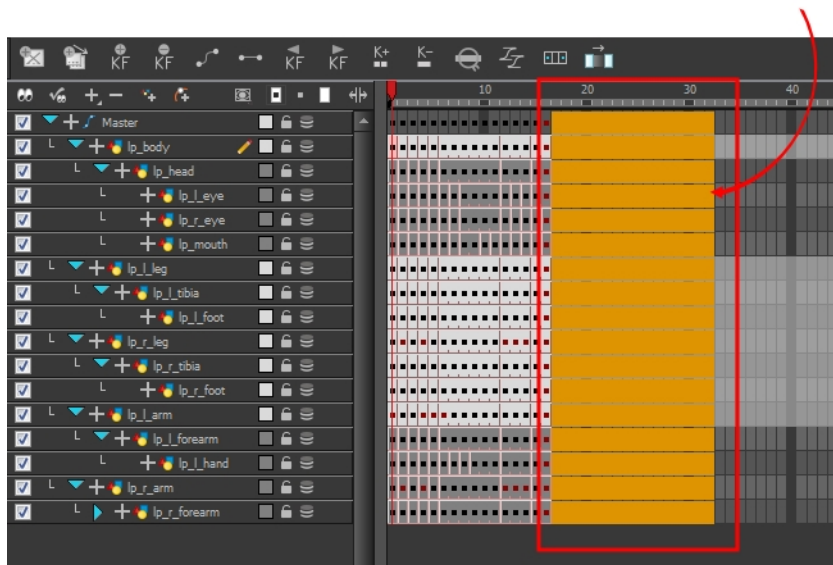 KF KF KF KF K+ K-
10 20 30 40
Master
lp_body
lp_head
lp_l_eye
lp_r_eye
lp_mouth
lp_l_leg
lp_l_tibia
lp_l_foot
lp_r_leg
lp_r_tibia
lp_r_foot
lp_l_arm
lp_l_forearm
lp_l_hand
lp_r_arm
lp_r_forearm